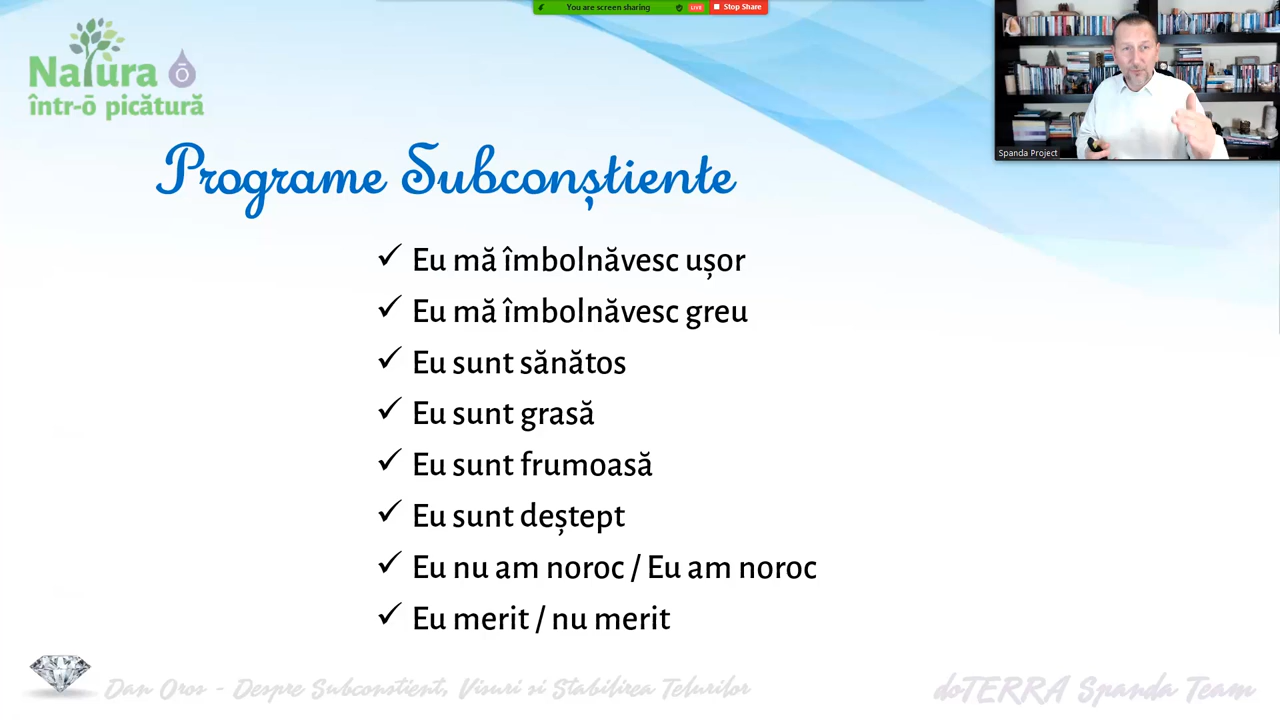 You are screen sharing LIVE Stop Share
Natura ō
într-ō picătură
Spanda Project
Programe Subconștiente
✓ Eu mă îmbolnăvesc ușor
✓ Eu mă îmbolnăvesc greu
✓ Eu sunt sănătos
✓ Eu sunt grasă
✓ Eu sunt frumoasă
✓ Eu sunt deștept
✓ Eu nu am noroc / Eu am noroc
✓ Eu merit / nu merit
Dan Oros - Despre Subconstient, Visuri si Stabilirea Telurilor
doTERRA Spanda Team